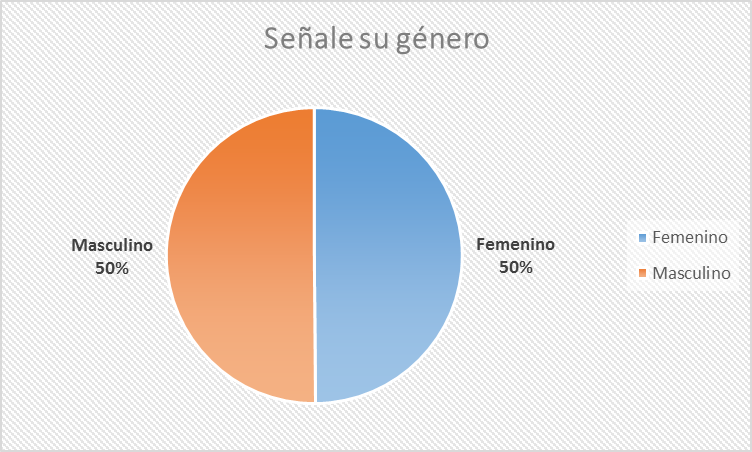 Señale su género
Masculino
50%
Femenino
50%
Femenino
Masculino